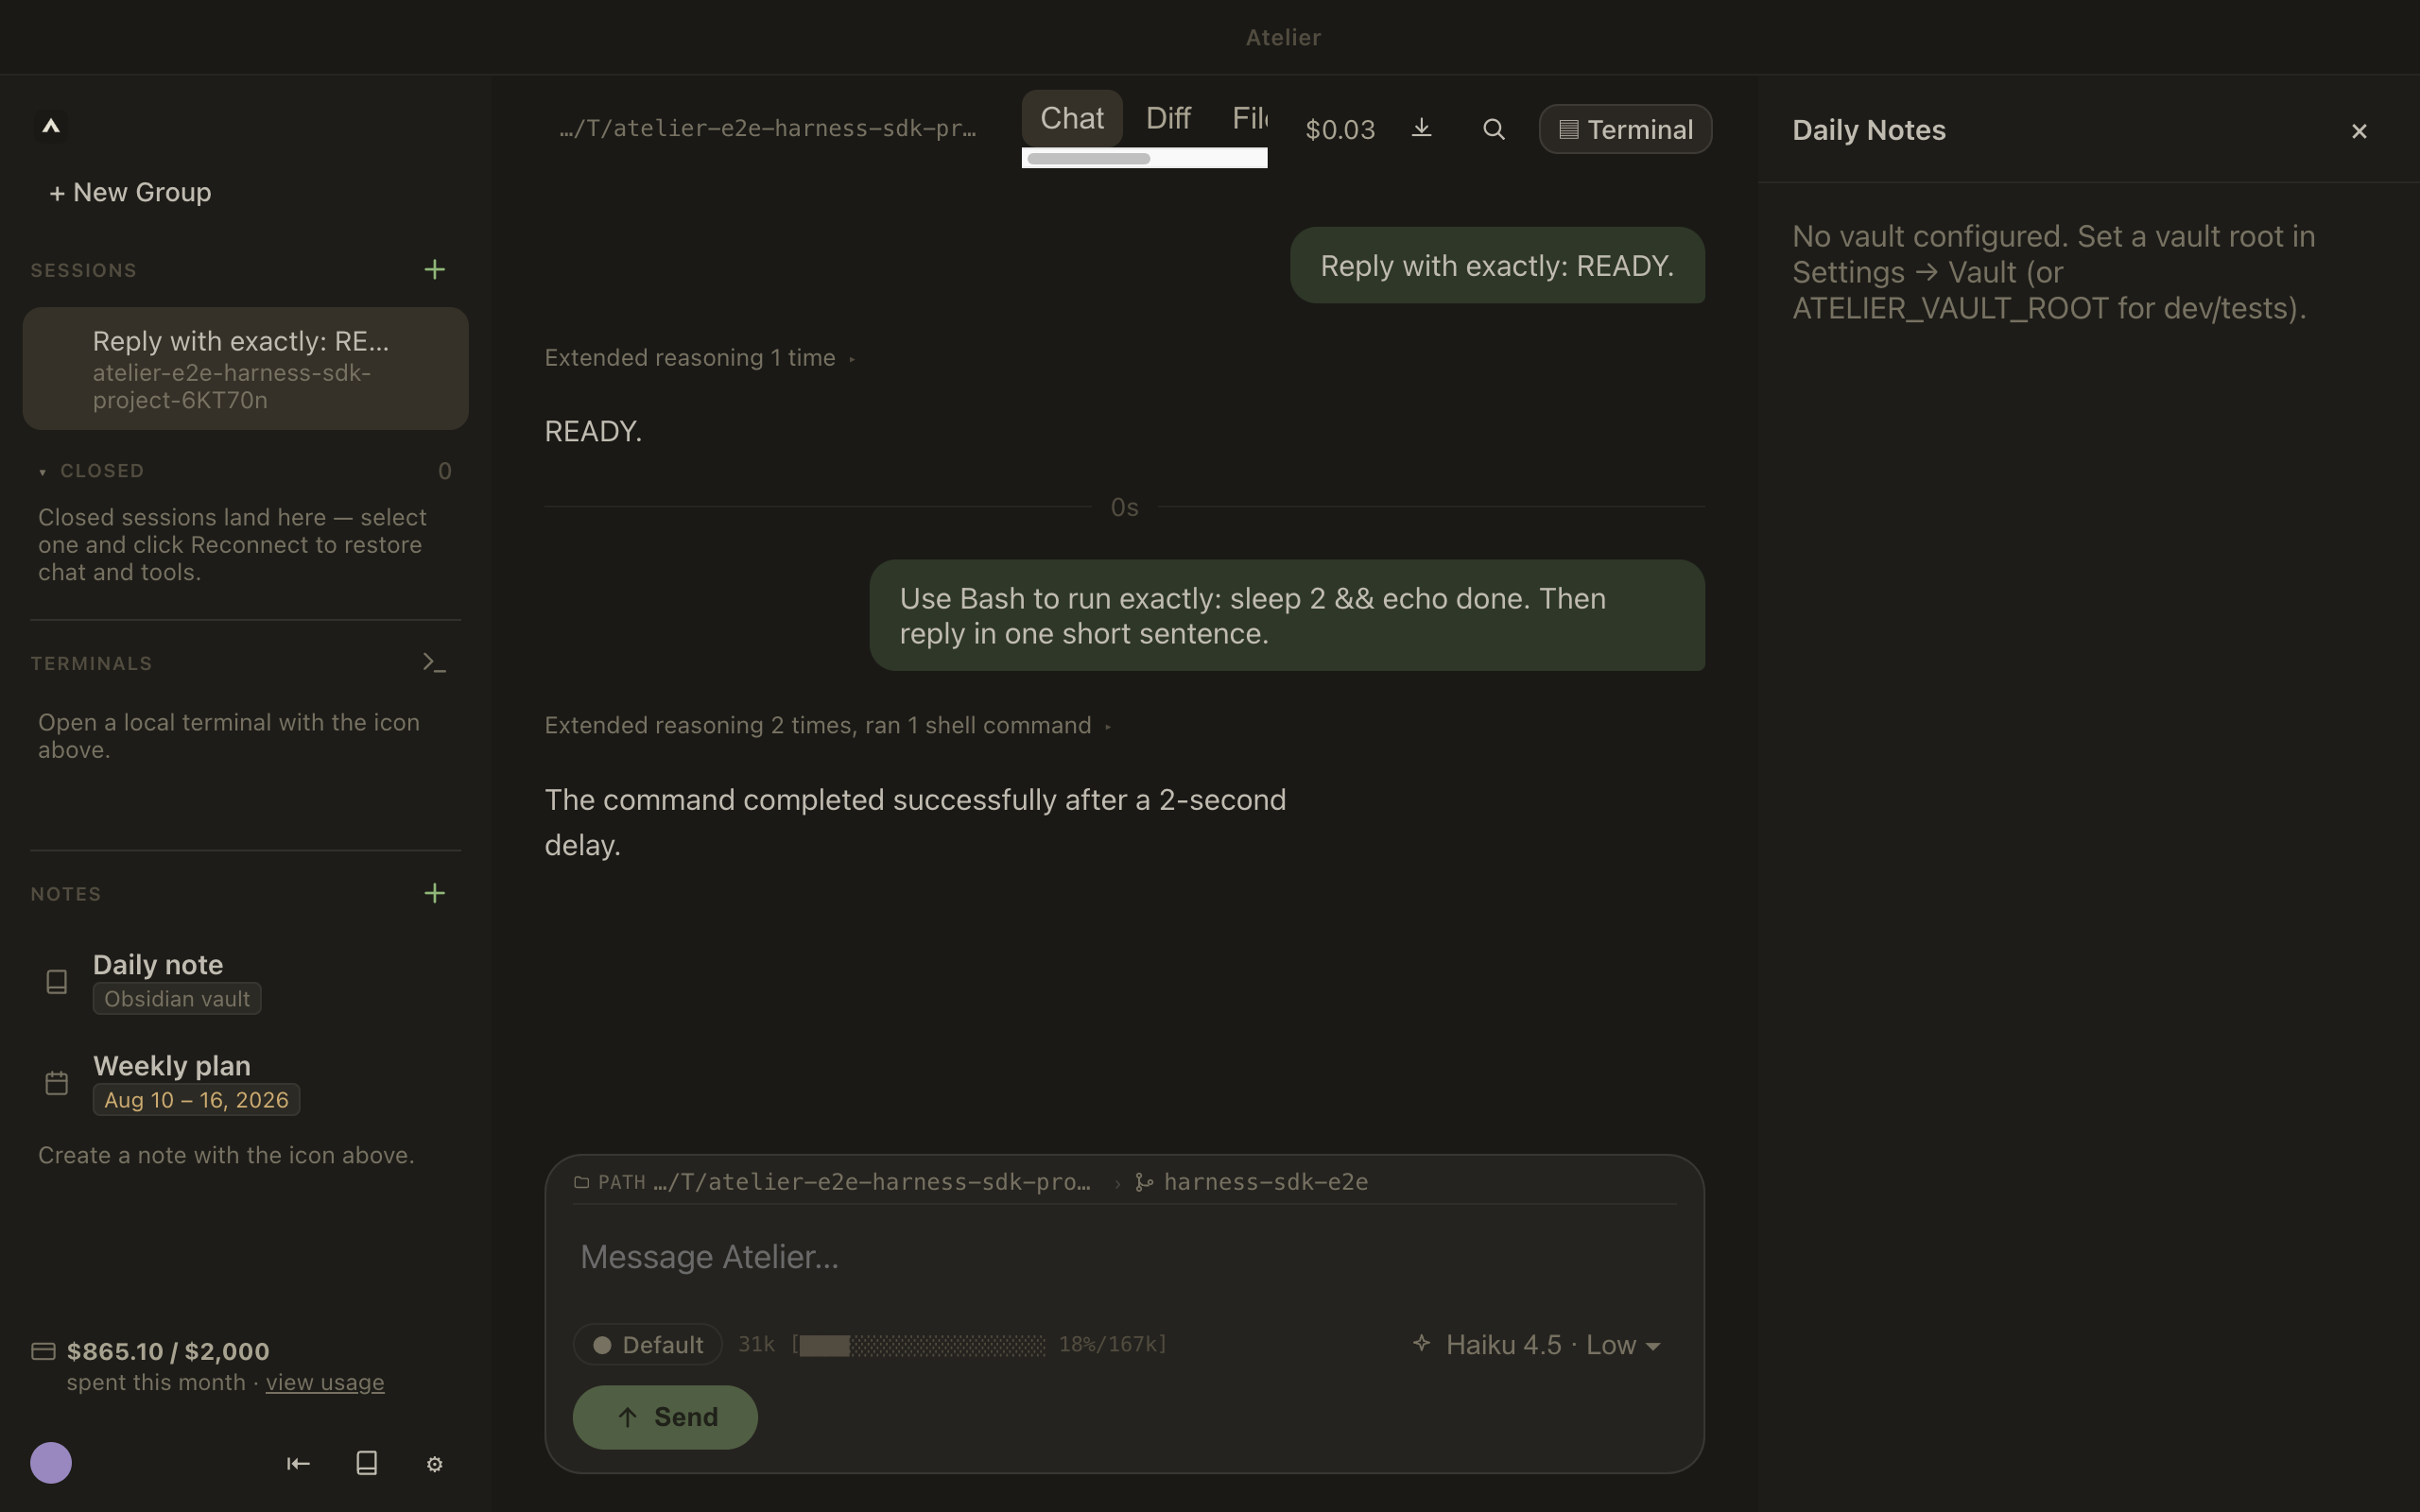 Atelier
+ New Group
SESSIONS
Reply with exactly: RE...
atelier-e2e-harness-sdk-
project-6KT70n
CLOSED 0
Closed sessions land here — select
one and click Reconnect to restore
chat and tools.
TERMINALS
Open a local terminal with the icon
above.
NOTES
Daily note
Obsidian vault
Weekly plan
Aug 10 – 16, 2026
Create a note with the icon above.
$865.10 / $2,000
spent this month · view usage
…/T/atelier-e2e-harness-sdk-pr…
Chat Diff
$0.03
Terminal
Reply with exactly: READY.
Extended reasoning 1 time
READY.
0s
Use Bash to run exactly: sleep 2 && echo done. Then
reply in one short sentence.
Extended reasoning 2 times, ran 1 shell command
The command completed successfully after a 2-second
delay.
PATH …/T/atelier-e2e-harness-sdk-pro… › harness-sdk-e2e
Message Atelier...
Default 31k [ 18%/167k]
Haiku 4.5 · Low
Send
Daily Notes
No vault configured. Set a vault root in
Settings → Vault (or
ATELIER_VAULT_ROOT for dev/tests).